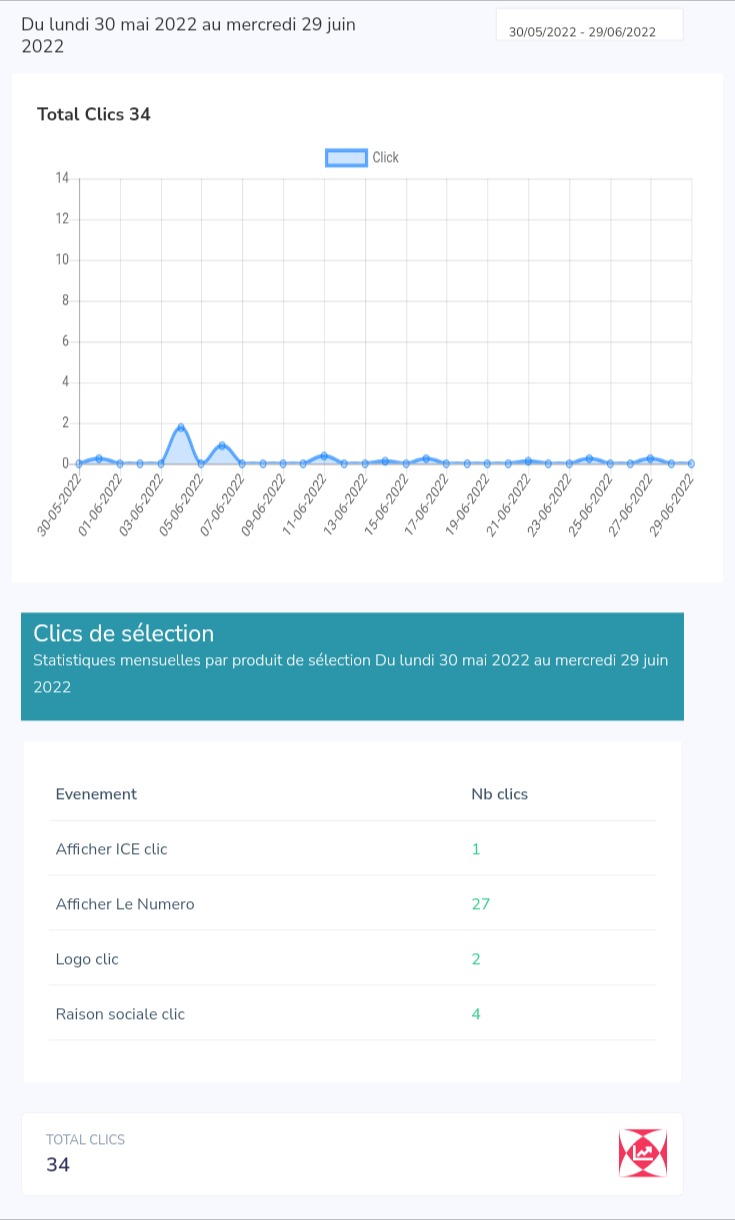 Du lundi 30 mai 2022 au mercredi 29 juin
2022
30/05/2022 - 29/06/2022
Total Clics 34
Click
14
12
10
8
6
4
2
0
30-05-2022
01-06-2022
03-06-2022
05-06-2022
07-06-2022
09-06-2022
11-06-2022
13-06-2022
15-06-2022
17-06-2022
19-06-2022
21-06-2022
23-06-2022
25-06-2022
27-06-2022
29-06-2022
Clics de sélection
Statistiques mensuelles par produit de sélection Du lundi 30 mai 2022 au mercredi 29 juin
2022
Evenement Nb clics
Afficher ICE clic 1
Afficher Le Numero 27
Logo clic 2
Raison sociale clic 4
TOTAL CLICS
34